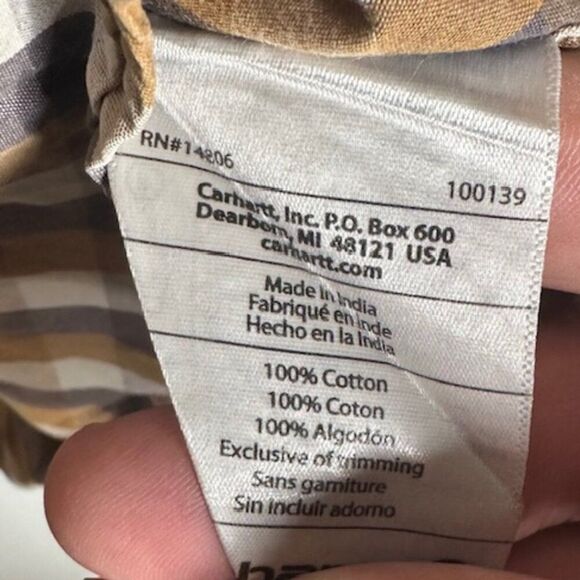 RN#14806
100139
Carhartt, Inc. P.O. Box 600
Dearborn, MI 48121 USA
carhartt.com
Made in India
Fabriqué en Inde
Hecho en la India
100% Cotton
100% Coton
100% Algodón
Exclusive of trimming
Sans garniture
Sin incluir adorno